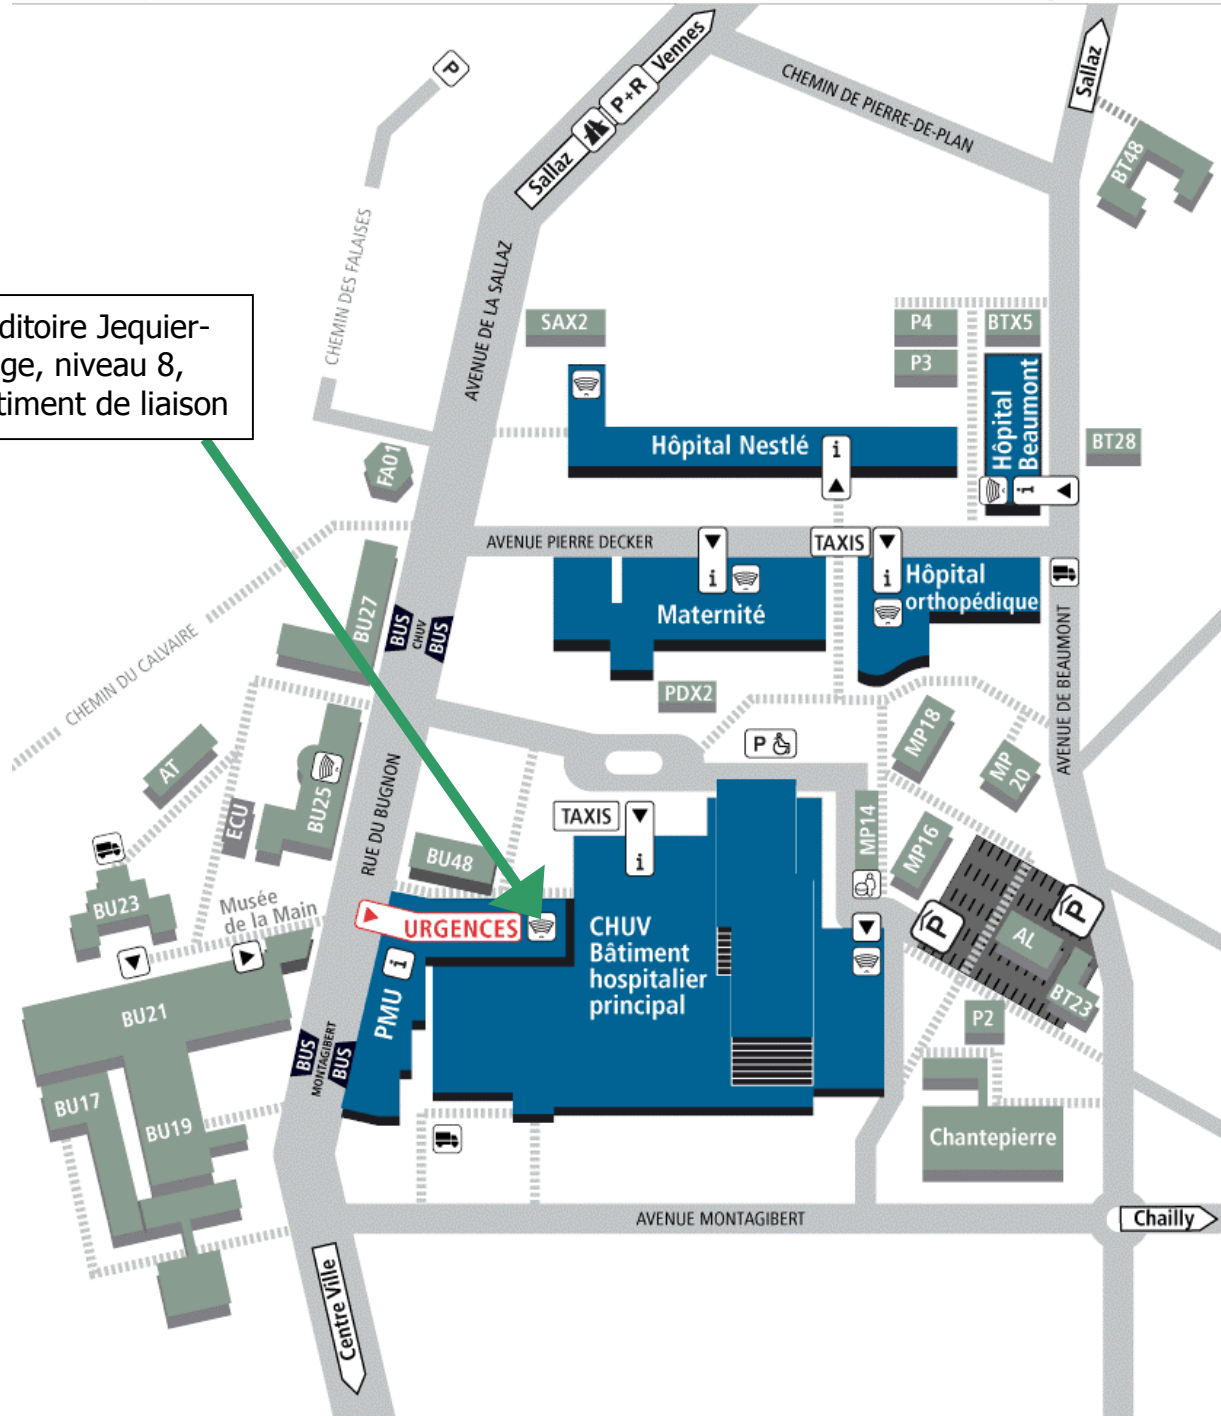 P
Sallaz
P+R
Vennes
CHEMIN DE PIERRE-DE-PLAN
Sallaz
BT48
CHEMIN DES FALAISES
AVENUE DE LA SALLAZ
ditoire Jequier-
ge, niveau 8,
timent de liaison
SAX2
P4
BTX5
P3
Hôpital Nestlé
i
Hôpital
Beaumont
i
BT28
FA01
AVENUE PIERRE DECKER
TAXIS
i
i
Hôpital
orthopédique
Maternité
BU27
BUS
CHUV
BUS
CHEMIN DU CALVAIRE
AVENUE DE BEAUMONT
PDX2
MP18
MP
20
P
AT
ECU
BU25
RUE DU BUGNON
TAXIS
i
BU48
MP14
MP16
BU23
Musée
de la Main
URGENCES
CHUV
Bâtiment
hospitalier
principal
P
P
AL
BT23
PMU
i
BU21
P2
BUS
MONTAGIBERT
BUS
BU17
BU19
Chantepierre
AVENUE MONTAGIBERT
Chailly
Centre Ville